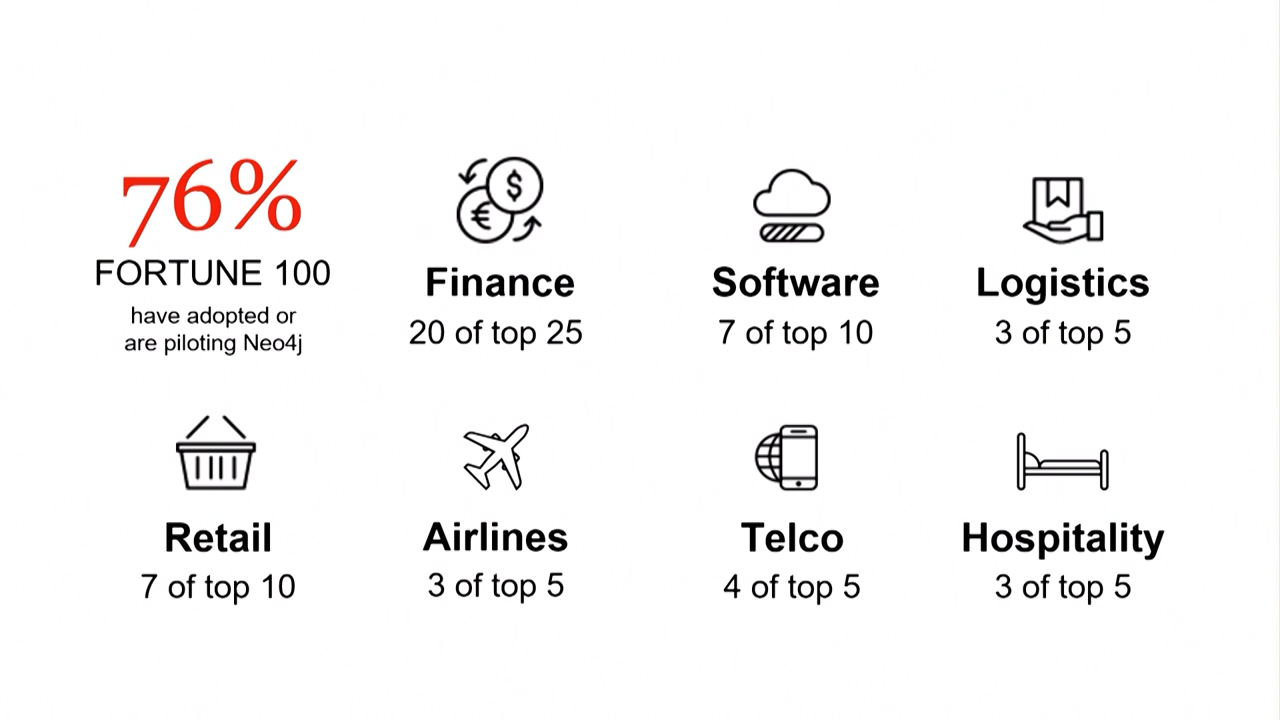 76%
FORTUNE 100
have adopted or
are piloting Neo4j
Finance
20 of top 25
Software
7 of top 10
Logistics
3 of top 5
Retail
7 of top 10
Airlines
3 of top 5
Telco
4 of top 5
Hospitality
3 of top 5